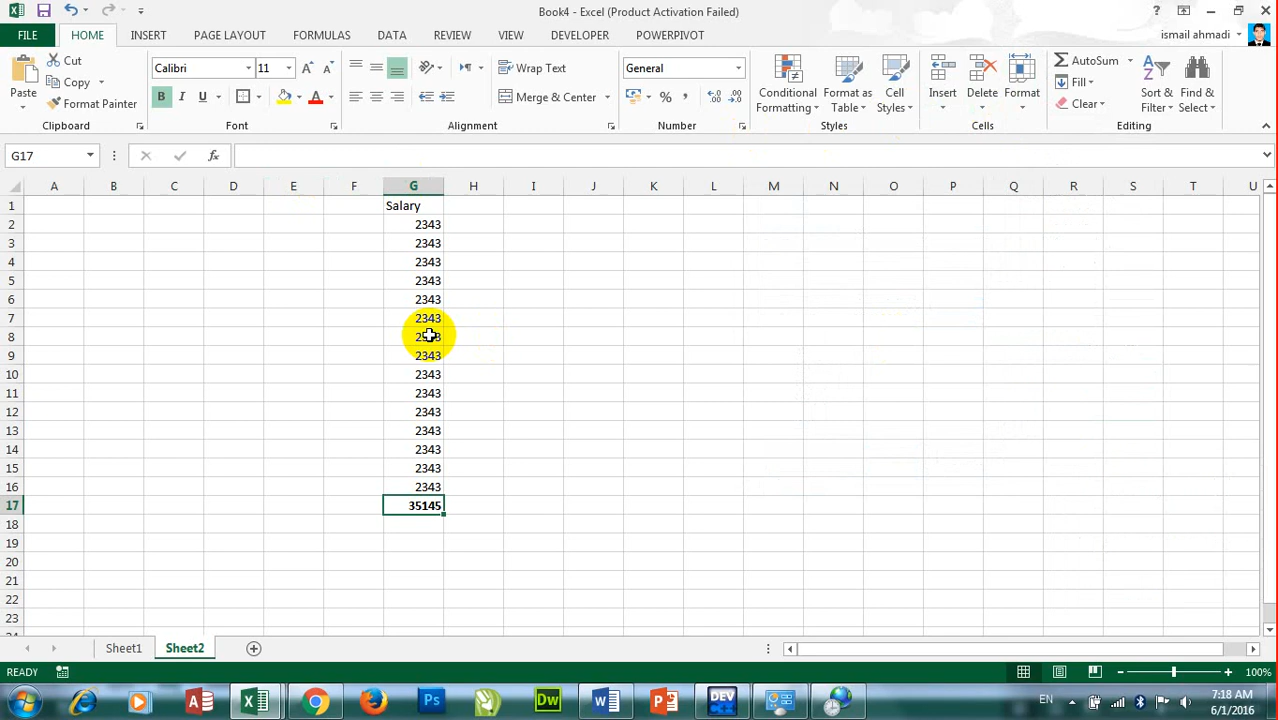 Book4 - Excel (Product Activation Failed)
FILE HOME INSERT PAGE LAYOUT FORMULAS DATA REVIEW VIEW DEVELOPER POWERPIVOT ismail ahmadi
Paste
Cut
Copy
Format Painter
Clipboard
Calibri 11
B I U A
Font
Wrap Text
Merge & Center
Alignment
General
%
Number
Conditional Formatting
Format as Table
Cell Styles
Styles
Insert Delete Format
Cells
AutoSum
Fill
Clear
Sort & Filter
Find & Select
Editing
G17 fx
A B C D E F G H I J K L M N O P Q R S T U
1 Salary
2 2343
3 2343
4 2343
5 2343
6 2343
7 2343
8
9 2343
10 2343
11 2343
12 2343
13 2343
14 2343
15 2343
16 2343
17 35145
18
19
20
21
22
23
Sheet1 Sheet2
READY 100%
Dw DEV EN 7:18 AM
6/1/2016